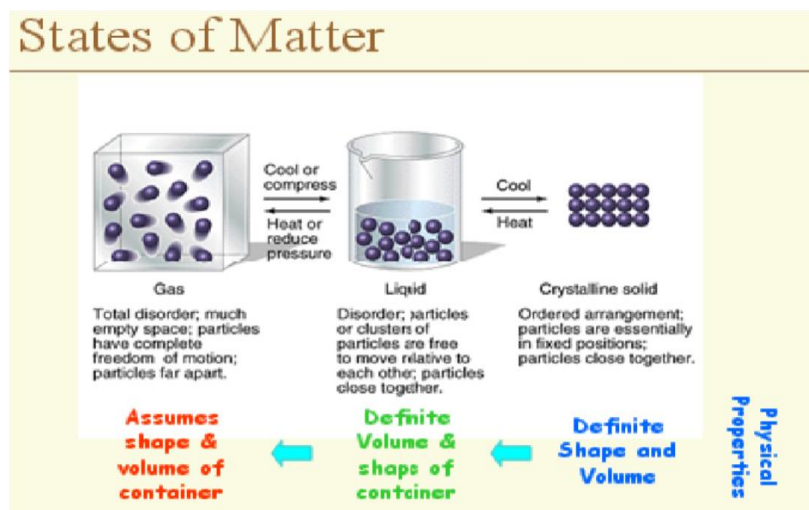 States of Matter
Cool or
compress
Heat or
reduce
pressure
Cool
Heat
Gas
Liquid
Crystalline solid
Total disorder; much
empty space; particles
have complete
freedom of motion;
particles far apart.
Disorder; particles
or clusters of
particles are free
to move relative to
each other; particles
close together.
Ordered arrangement;
particles are essentially
in fixed positions;
particles close together.
Assumes
shape &
volume of
container
Definite
Volume &
shape of
container
Definite
Shape and
Volume
Physical
Properties